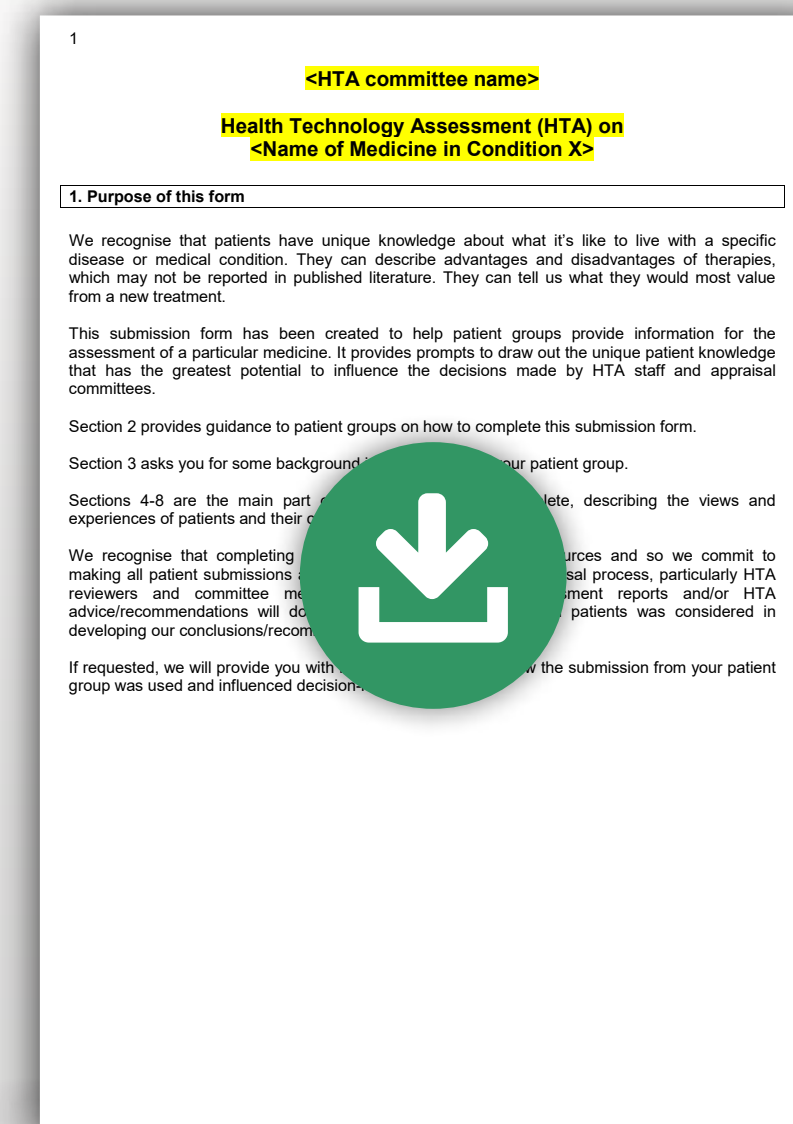 1
<HTA committee name>
Health Technology Assessment (HTA) on
<Name of Medicine in Condition X>
1. Purpose of this form
We recognise that patients have unique knowledge about what it's like to live with a specific
disease or medical condition. They can describe advantages and disadvantages of therapies,
which may not be reported in published literature. They can tell us what they would most value
from a new treatment.
This submission form has been created to help patient groups provide information for the
assessment of a particular medicine. It provides prompts to draw out the unique patient knowledge
that has the greatest potential to influence the decisions made by HTA staff and appraisal
committees.
Section 2 provides guidance to patient groups on how to complete this submission form.
Section 3 asks you for some background your patient group.
Sections 4-8 are the main part describing the views and
experiences of patients and their
We recognise that completing and so we commit to
making all patient submissions process, particularly HTA
reviewers and committee reports and/or HTA
advice/recommendations will patients was considered in
developing our
If requested, we will provide you with the submission from your patient
group was used and influenced